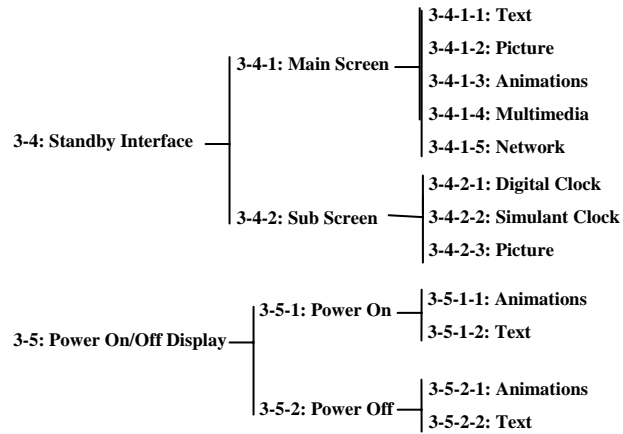 3-4: Standby Interface
3-4-1: Main Screen
3-4-1-1: Text
3-4-1-2: Picture
3-4-1-3: Animations
3-4-1-4: Multimedia
3-4-1-5: Network
3-4-2: Sub Screen
3-4-2-1: Digital Clock
3-4-2-2: Simulant Clock
3-4-2-3: Picture
3-5: Power On/Off Display
3-5-1: Power On
3-5-1-1: Animations
3-5-1-2: Text
3-5-2: Power Off
3-5-2-1: Animations
3-5-2-2: Text